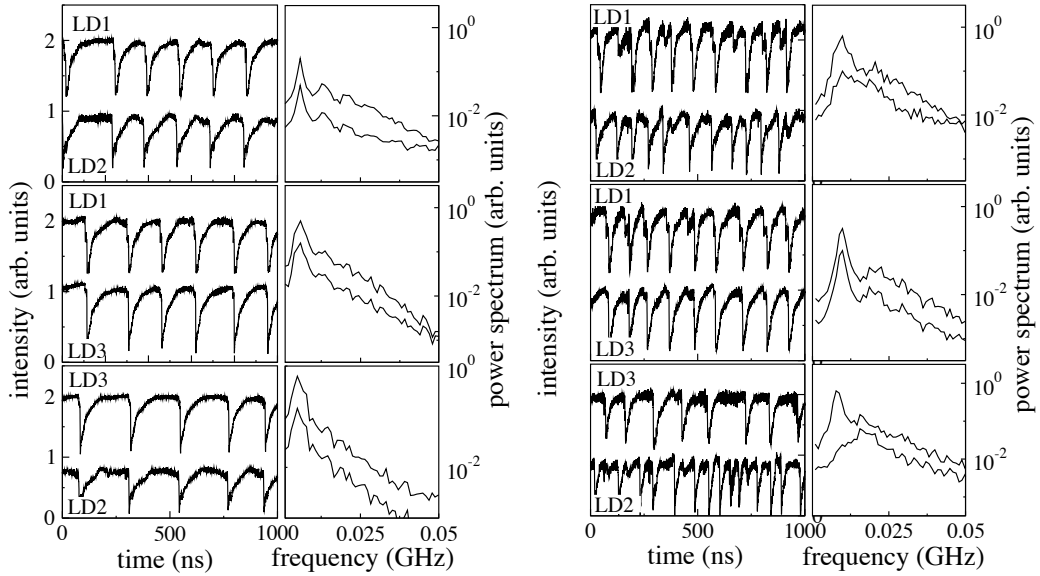 LD1
2
1
LD2
0
10^0
10^-2
LD1
2
1
LD3
0
10^0
10^-2
LD3
2
1
LD2
0
10^0
10^-2
0
500
1000
0.05
time (ns)
frequency (GHz)
intensity (arb. units)
power spectrum (arb. units)
LD1
LD2
10^0
10^-2
LD1
LD3
10^0
10^-2
LD3
LD2
10^0
10^-2
0
500
1000
0.025
0.05
time (ns)
frequency (GHz)
intensity (arb. units)
power spectrum (arb. units)